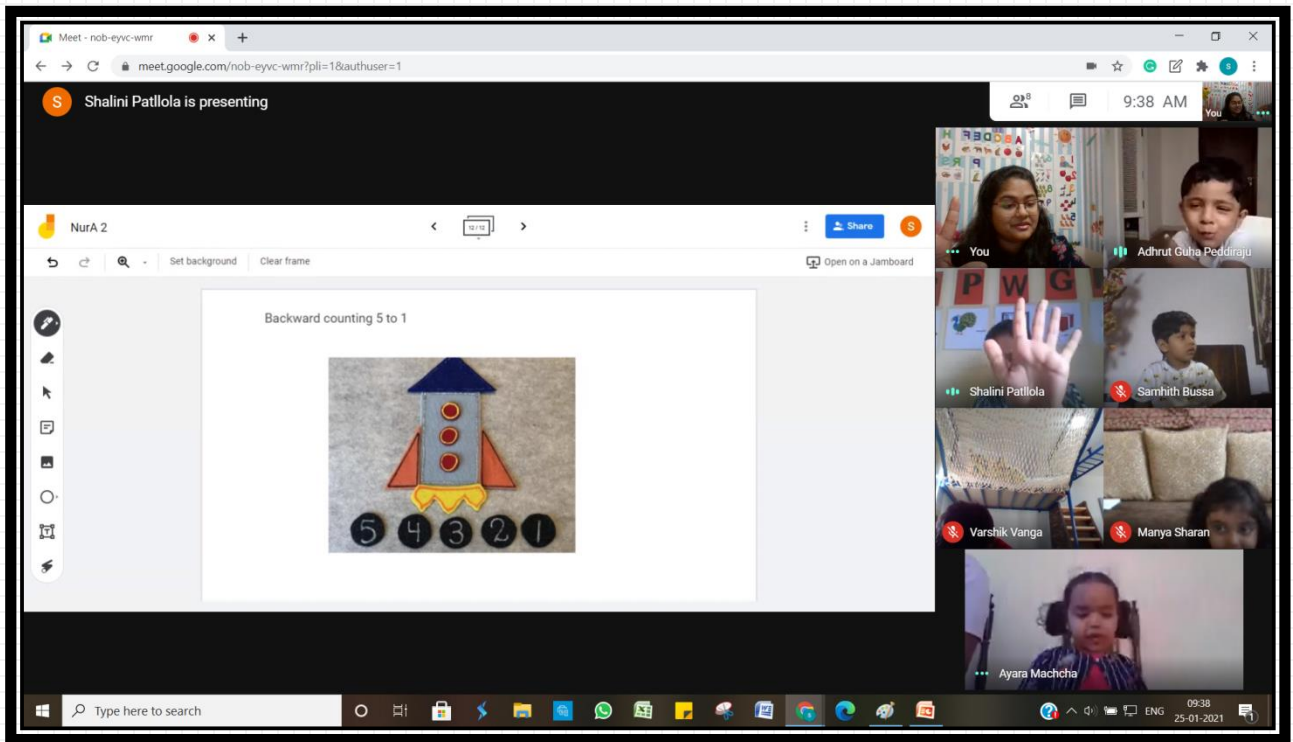 Meet - nob-eyvc-wmr
meet.google.com/nob-eyvc-wmr?pli=1&authuser=1
S
S Shalini Patllola is presenting
8
9:38 AM
You
NurA 2
12 / 12
Share
S
Set background
Clear frame
Open on a Jamboard
Backward counting 5 to 1
5 4 3 2 1
You
Adhrut Guha Peddiraju
P W G
Shalini Patllola
Samhith Bussa
Varshik Vanga
Manya Sharan
Ayara Machcha
Type here to search
ENG
09:38
25-01-2021
1